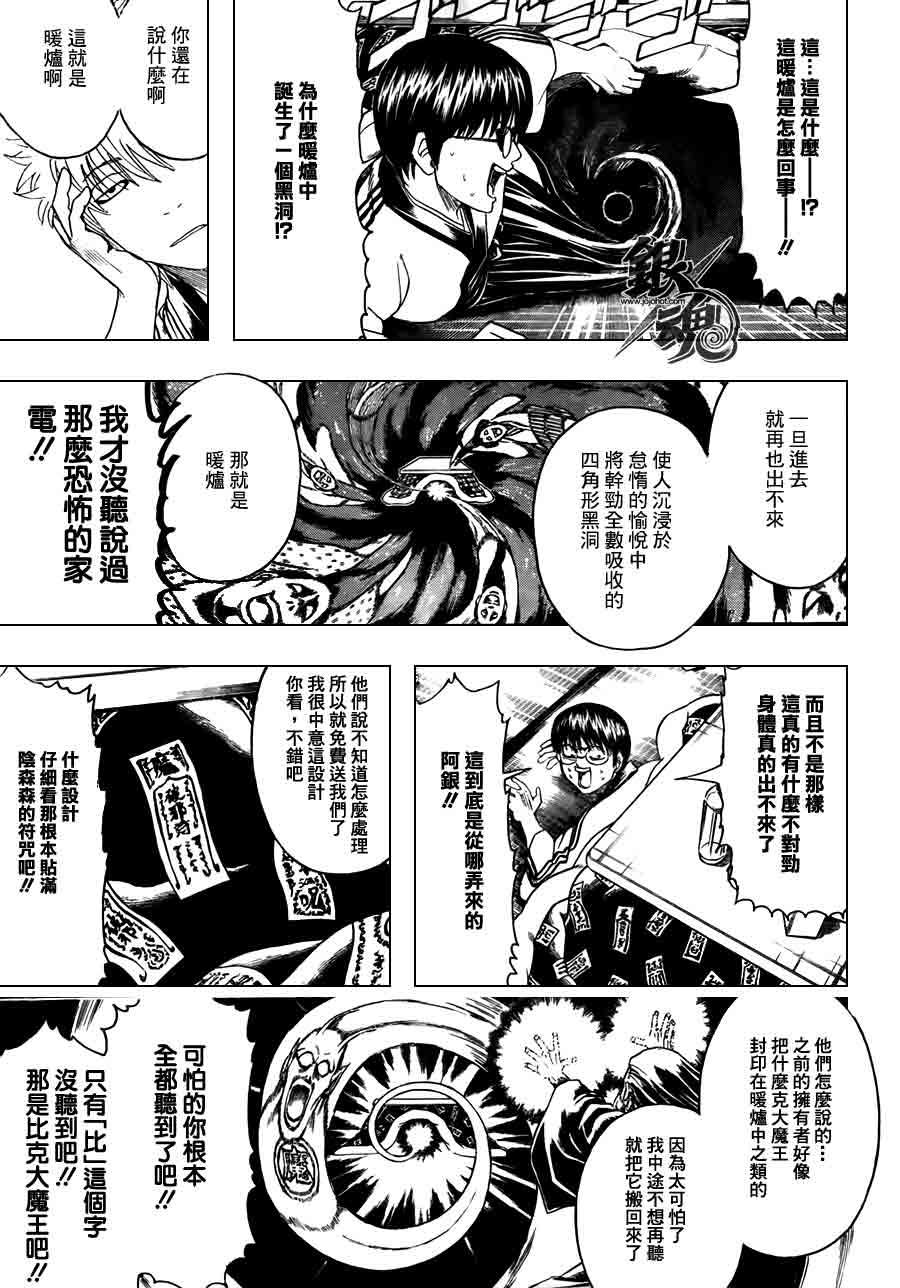 這…這是什麼——!?
這暖爐是怎麼回事——!!
為什麼暖爐中
誕生了一個黑洞!?
銀魂
www.jojohot.com
你還在
說什麼啊
這就是
暖爐啊
一旦進去
就再也出不來
使人沉浸於
怠惰的愉悅中
將幹勁全數吸收的
四角形黑洞
那就是
暖爐
我才沒聽說過
那麼恐怖的家
電!!
而且不是那樣
這真的有什麼不對勁
身體真的出不來了
這到底是從哪弄來的
阿銀!!
他們說不知道怎麼處理
所以就免費送我們了
我很中意這設計
你看，不錯吧
什麼設計
仔細看那根本貼滿
陰森森的符咒吧!!
魔
破邪符
呪
他們怎麼說的…
之前的擁有者好像
把什麼克大魔王
封印在暖爐中之類的
因為太可怕了
我中途不想再聽
就把它搬回來了
可怕的你根本
全都聽到了吧!!
只有「比」這個字
沒聽到吧!!
那是比克大魔王吧!!